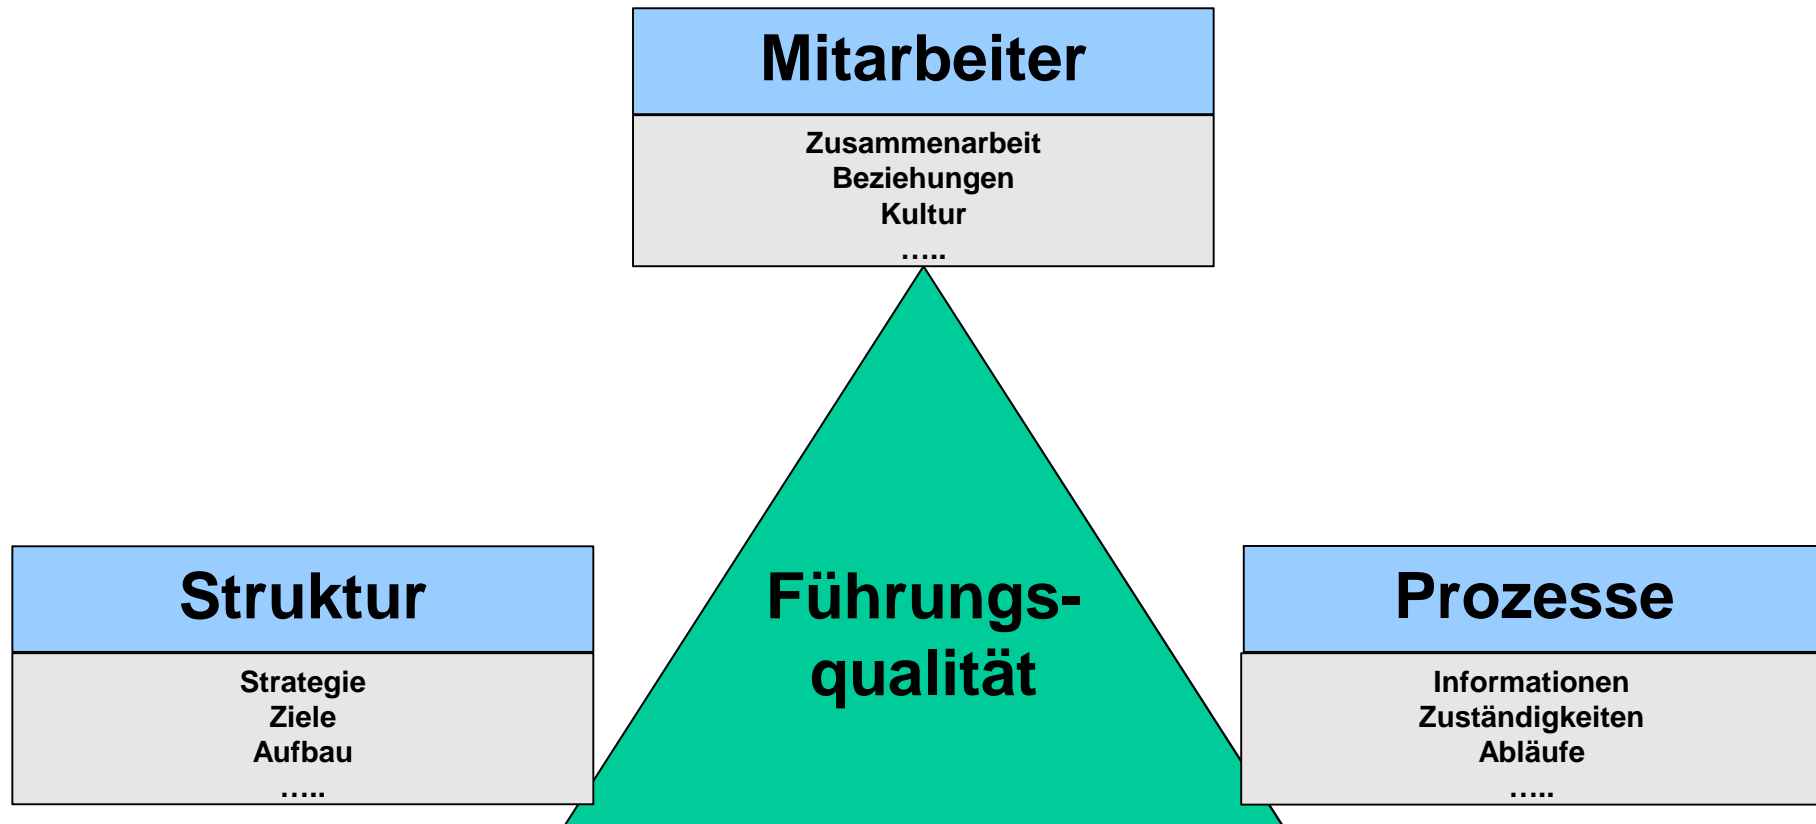 Mitarbeiter
Zusammenarbeit
Beziehungen
Kultur
…..
Struktur
Strategie
Ziele
Aufbau
…..
Führungs-
qualität
Prozesse
Informationen
Zuständigkeiten
Abläufe
…..